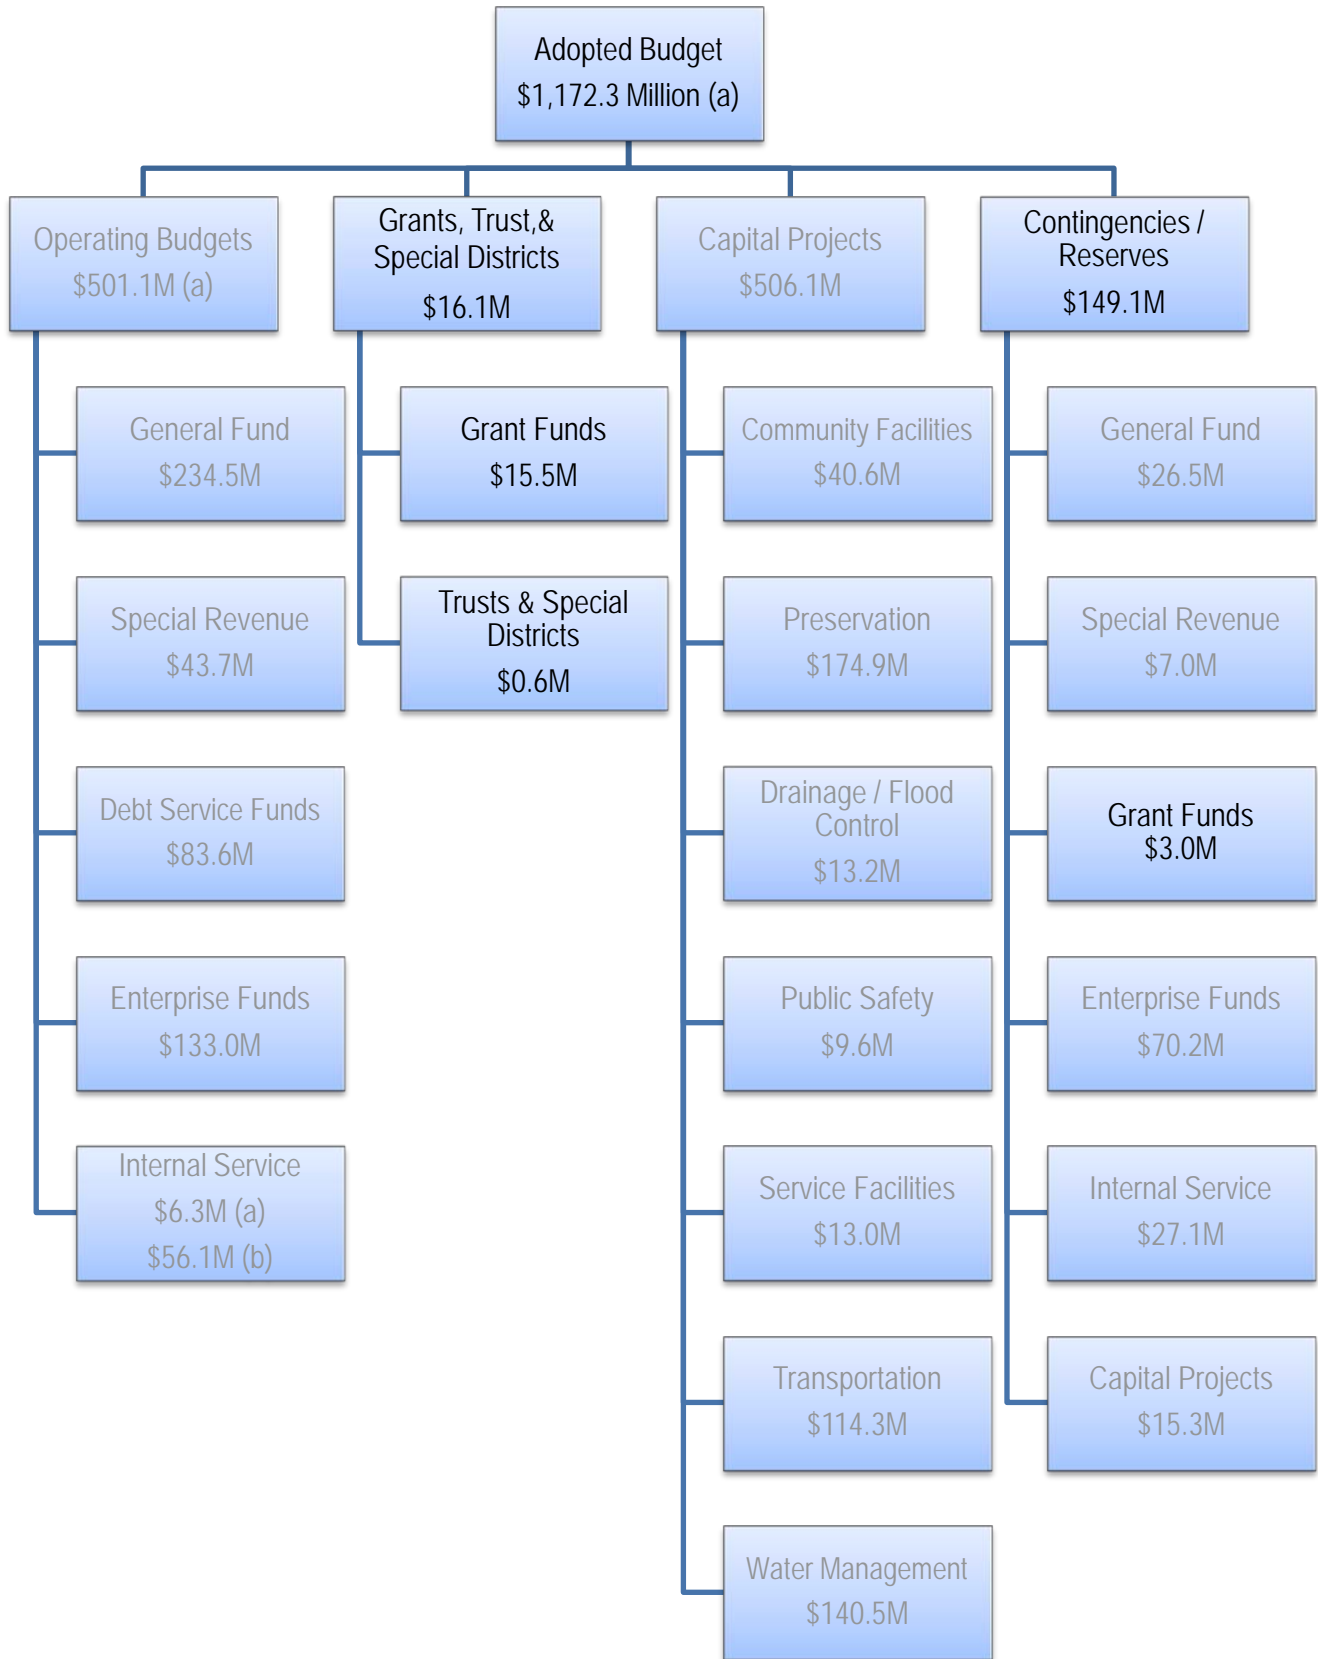 Adopted Budget
$1,172.3 Million (a)
Operating Budgets
$501.1M (a)
Grants, Trust,&
Special Districts
$16.1M
Capital Projects
$506.1M
Contingencies /
Reserves
$149.1M
General Fund
$234.5M
Special Revenue
$43.7M
Debt Service Funds
$83.6M
Enterprise Funds
$133.0M
Internal Service
$6.3M (a)
$56.1M (b)
Grant Funds
$15.5M
Trusts & Special
Districts
$0.6M
Community Facilities
$40.6M
Preservation
$174.9M
Drainage / Flood
Control
$13.2M
Public Safety
$9.6M
Service Facilities
$13.0M
Transportation
$114.3M
Water Management
$140.5M
General Fund
$26.5M
Special Revenue
$7.0M
Grant Funds
$3.0M
Enterprise Funds
$70.2M
Internal Service
$27.1M
Capital Projects
$15.3M